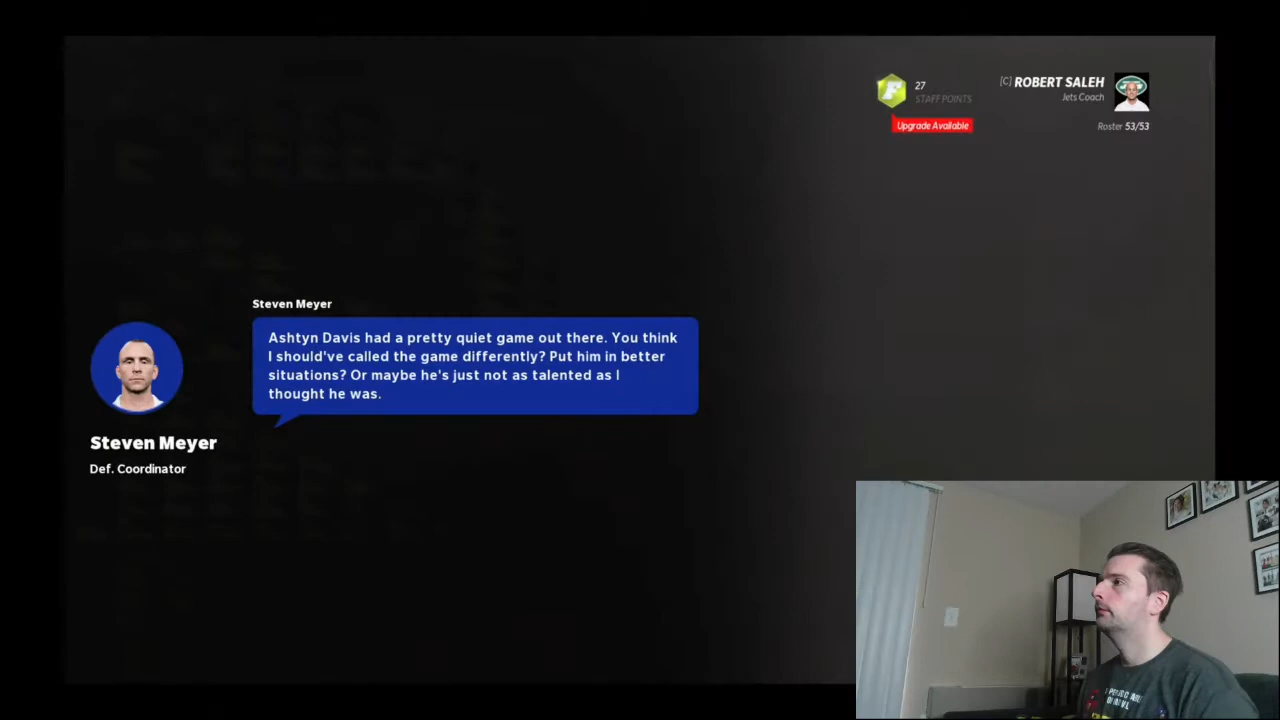 27
STAFF POINTS
Upgrade Available
[C] ROBERT SALEH
Jets Coach
Roster 53/53
Steven Meyer
Ashtyn Davis had a pretty quiet game out there. You think
I should've called the game differently? Put him in better
situations? Or maybe he's just not as talented as I
thought he was.
Steven Meyer
Def. Coordinator